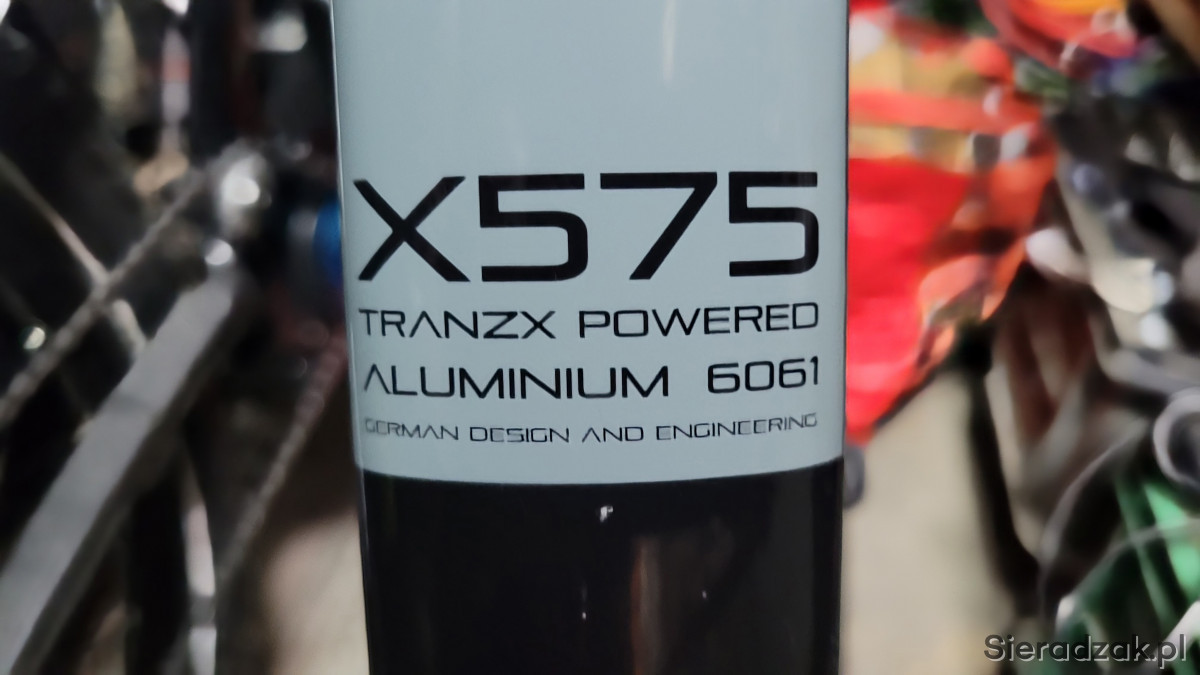 X575
TRANZX POWERED
ALUMINIUM 6061
GERMAN DESIGN AND ENGINEERING
Sieradzak.pl